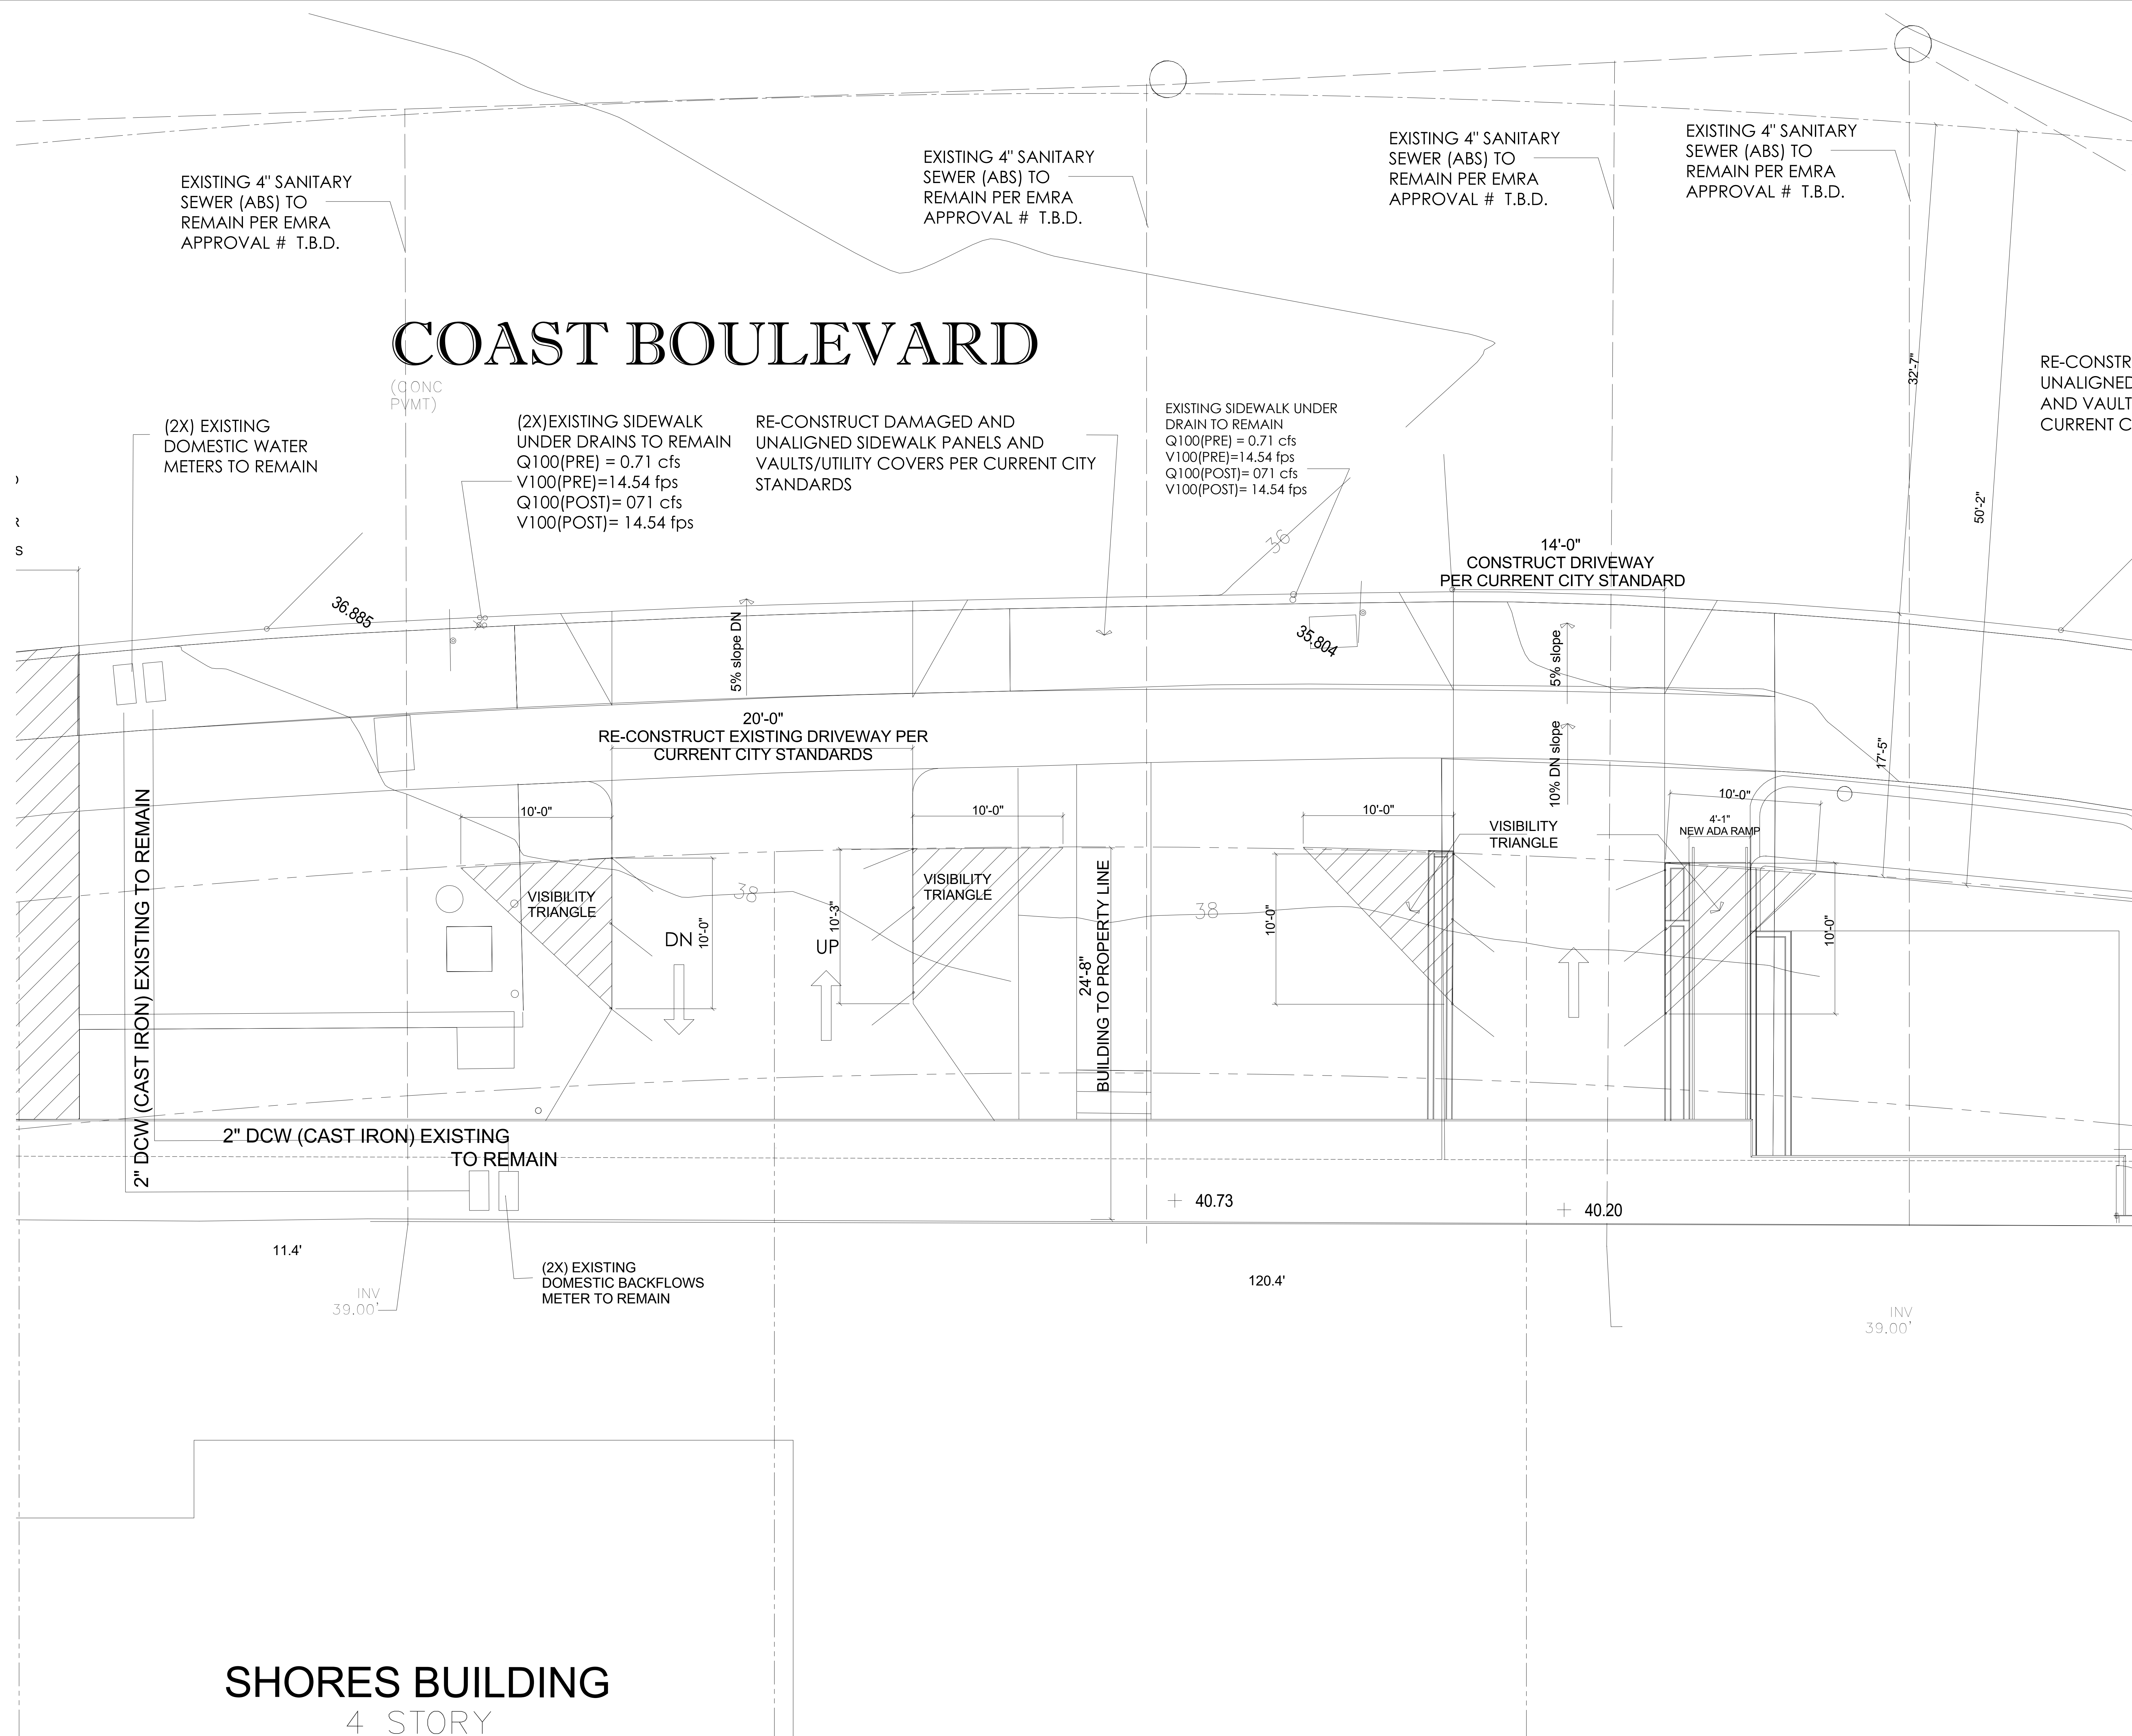 EXISTING 4" SANITARY
SEWER (ABS) TO
REMAIN PER EMRA
APPROVAL # T.B.D.
EXISTING 4" SANITARY
SEWER (ABS) TO
REMAIN PER EMRA
APPROVAL # T.B.D.
EXISTING 4" SANITARY
SEWER (ABS) TO
REMAIN PER EMRA
APPROVAL # T.B.D.
EXISTING 4" SANITARY
SEWER (ABS) TO
REMAIN PER EMRA
APPROVAL # T.B.D.
COAST BOULEVARD
(CONC
PVMT)
(2X) EXISTING
DOMESTIC WATER
METERS TO REMAIN
(2X)EXISTING SIDEWALK
UNDER DRAINS TO REMAIN
Q100(PRE) = 0.71 cfs
V100(PRE)=14.54 fps
Q100(POST)= 071 cfs
V100(POST)= 14.54 fps
RE-CONSTRUCT DAMAGED AND
UNALIGNED SIDEWALK PANELS AND
VAULTS/UTILITY COVERS PER CURRENT CITY
STANDARDS
EXISTING SIDEWALK UNDER
DRAIN TO REMAIN
Q100(PRE) = 0.71 cfs
V100(PRE)=14.54 fps
Q100(POST)= 071 cfs
V100(POST)= 14.54 fps
32'-7"
50'-2"
RE-CONSTR
UNALIGNED
AND VAULT
CURRENT C
R
S
36
14'-0"
CONSTRUCT DRIVEWAY
PER CURRENT CITY STANDARD
36.885
35.804
5% slope DN
5% slope
10% DN slope
17'-5"
20'-0"
RE-CONSTRUCT EXISTING DRIVEWAY PER
CURRENT CITY STANDARDS
10'-0"
10'-0"
10'-0"
10'-0"
4'-1"
NEW ADA RAMP
VISIBILITY
TRIANGLE
VISIBILITY
TRIANGLE
VISIBILITY
TRIANGLE
38
38
DN
10'-0"
UP
10'-3"
10'-0"
10'-0"
24'-8"
BUILDING TO PROPERTY LINE
2" DCW (CAST IRON) EXISTING TO REMAIN
2" DCW (CAST IRON) EXISTING
TO REMAIN
40.73
40.20
11.4'
120.4'
(2X) EXISTING
DOMESTIC BACKFLOWS
METER TO REMAIN
INV
39.00'
INV
39.00'
SHORES BUILDING
4 STORY